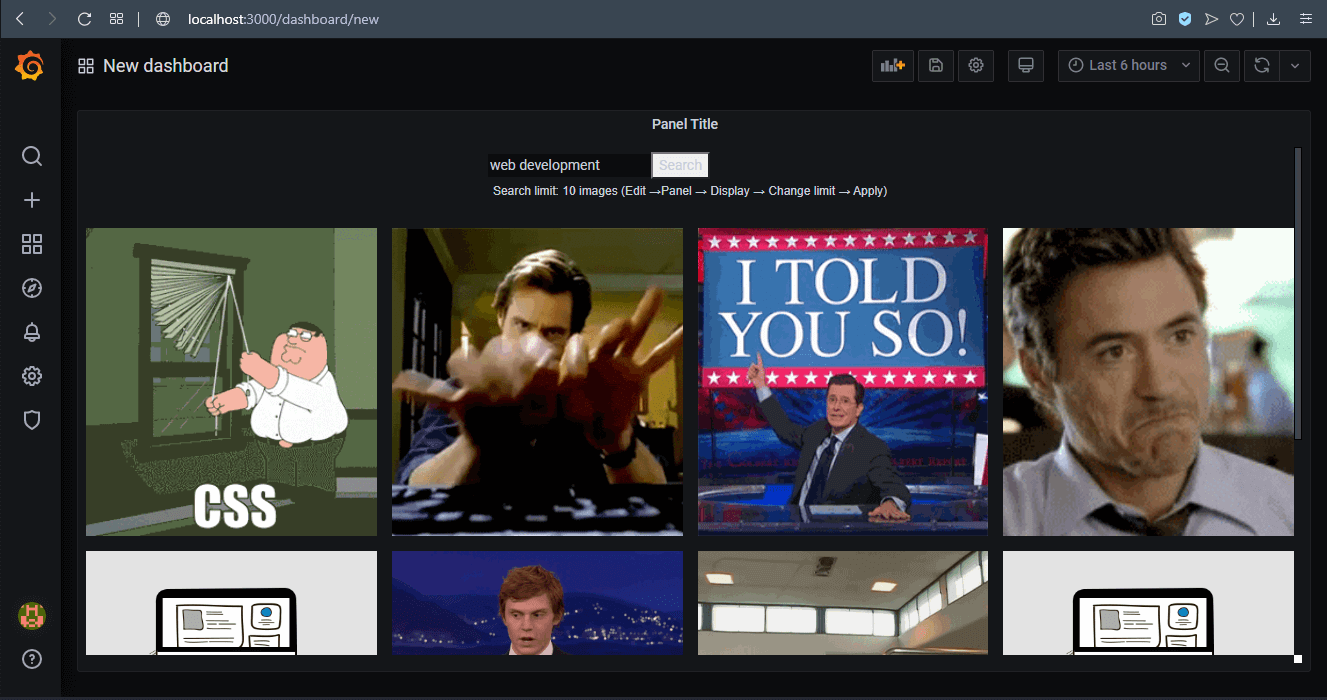 localhost:3000/dashboard/new
New dashboard
Last 6 hours
Panel Title
web development
Search
Search limit: 10 images (Edit →Panel → Display → Change limit → Apply)
CSS
I TOLD
YOU SO!